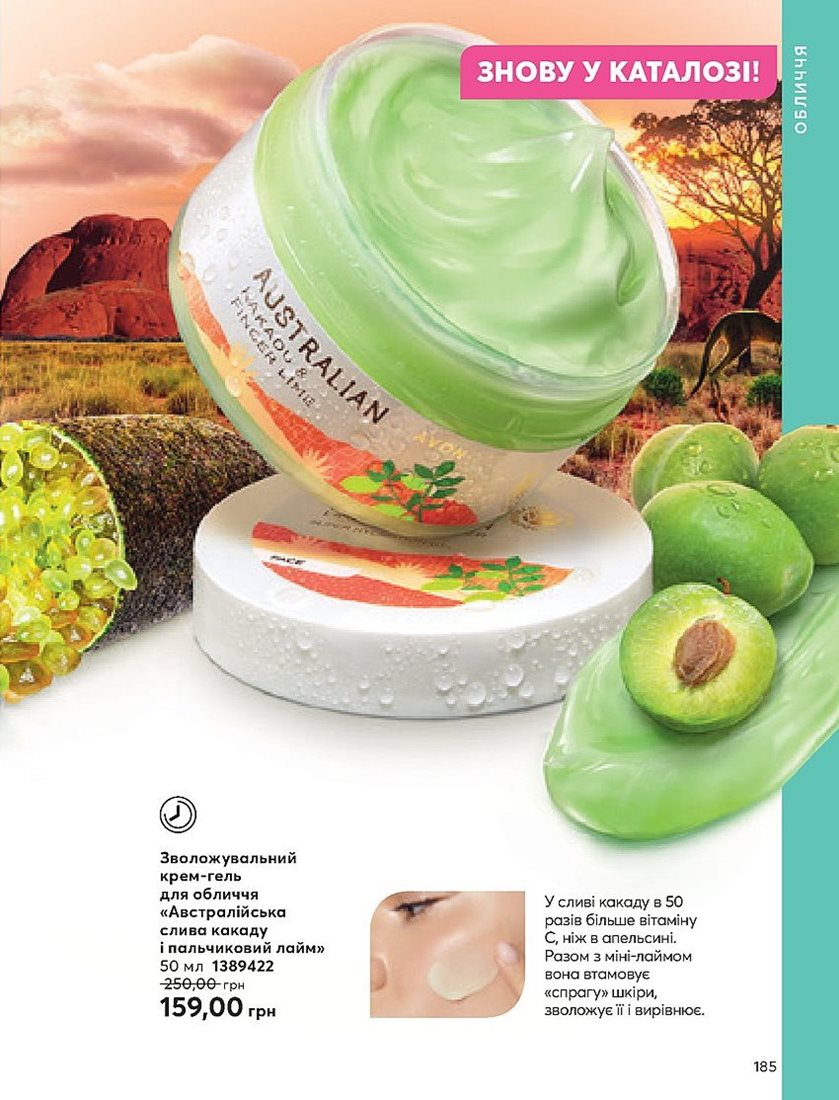 ЗНОВУ У КАТАЛОЗІ!
ОБЛИЧЧЯ
AUSTRALIAN
KAKADU &
FINGER LIME
AVON
FACE
Зволожувальний
крем-гель
для обличчя
«Австралійська
слива какаду
і пальчиковий лайм»
50 мл 1389422
250,00 грн
159,00 грн
У сливі какаду в 50
разів більше вітаміну
С, ніж в апельсині.
Разом з міні-лаймом
вона втамовує
«спрагу» шкіри,
зволожує її і вирівнює.
185